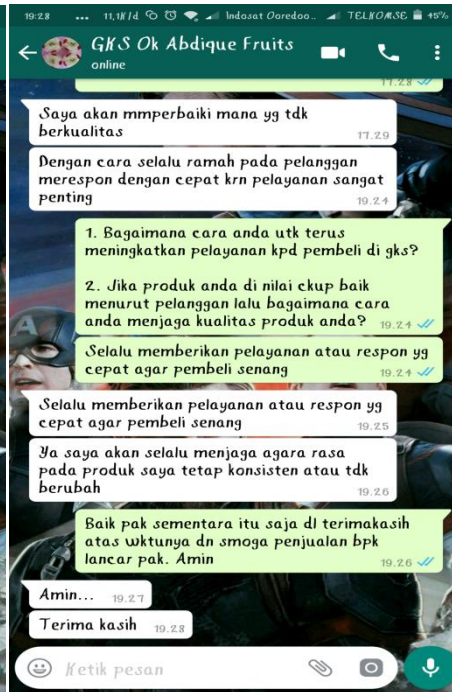 19:28 ... 11,1K/d Indosat Ooredoo... TELKOMSE 45%
GKS Ok Abdique Fruits
online
17.28
Saya akan mmperbaiki mana yg tdk
berkualitas
17.29
Dengan cara selalu ramah pada pelanggan
merespon dengan cepat krn pelayanan sangat
penting
19.24
1. Bagaimana cara anda utk terus
meningkatkan pelayanan kpd pembeli di gks?
2. Jika produk anda di nilai ckup baik
menurut pelanggan lalu bagaimana cara
anda menjaga kualitas produk anda?
19.24
Selalu memberikan pelayanan atau respon yg
cepat agar pembeli senang
19.24
Selalu memberikan pelayanan atau respon yg
cepat agar pembeli senang
19.25
Ya saya akan selalu menjaga agara rasa
pada produk saya tetap konsisten atau tdk
berubah
19.26
Baik pak sementara itu saja dl terimakasih
atas wktunya dn smoga penjualan bpk
lancar pak. Amin
19.26
Amin... 19.27
Terima kasih 19.28
Ketik pesan